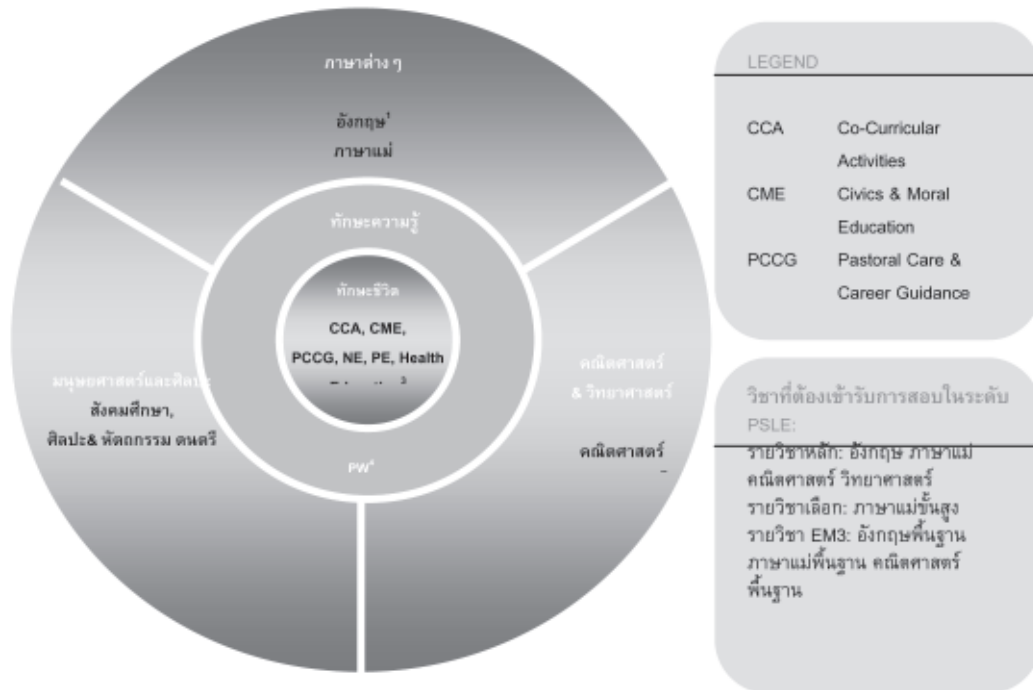 ภาษาต่าง ๆ
อังกฤษ¹
ภาษาแม่
ทักษะความรู้
ทักษะชีวิต
CCA, CME,
PCCG, NE, PE, Health
3
มนุษยศาสตร์และศิลปะ
สังคมศึกษา,
ศิลปะ& หัตถกรรม ดนตรี
คณิตศาสตร์
& วิทยาศาสตร์
คณิตศาสตร์
PW⁴
LEGEND
CCA Co-Curricular
Activities
CME Civics & Moral
Education
PCCG Pastoral Care &
Career Guidance
วิชาที่ต้องเข้ารับการสอบในระดับ
PSLE:
รายวิชาหลัก: อังกฤษ ภาษาแม่
คณิตศาสตร์ วิทยาศาสตร์
รายวิชาเลือก: ภาษาแม่ขั้นสูง
รายวิชา EM3: อังกฤษพื้นฐาน
ภาษาแม่พื้นฐาน คณิตศาสตร์
พื้นฐาน